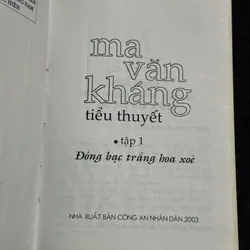 ma
văn
kháng
tiểu thuyết
• tập 1
Đồng bạc trắng hoa xoè
NHÀ XUẤT BẢN CÔNG AN NHÂN DÂN 2003